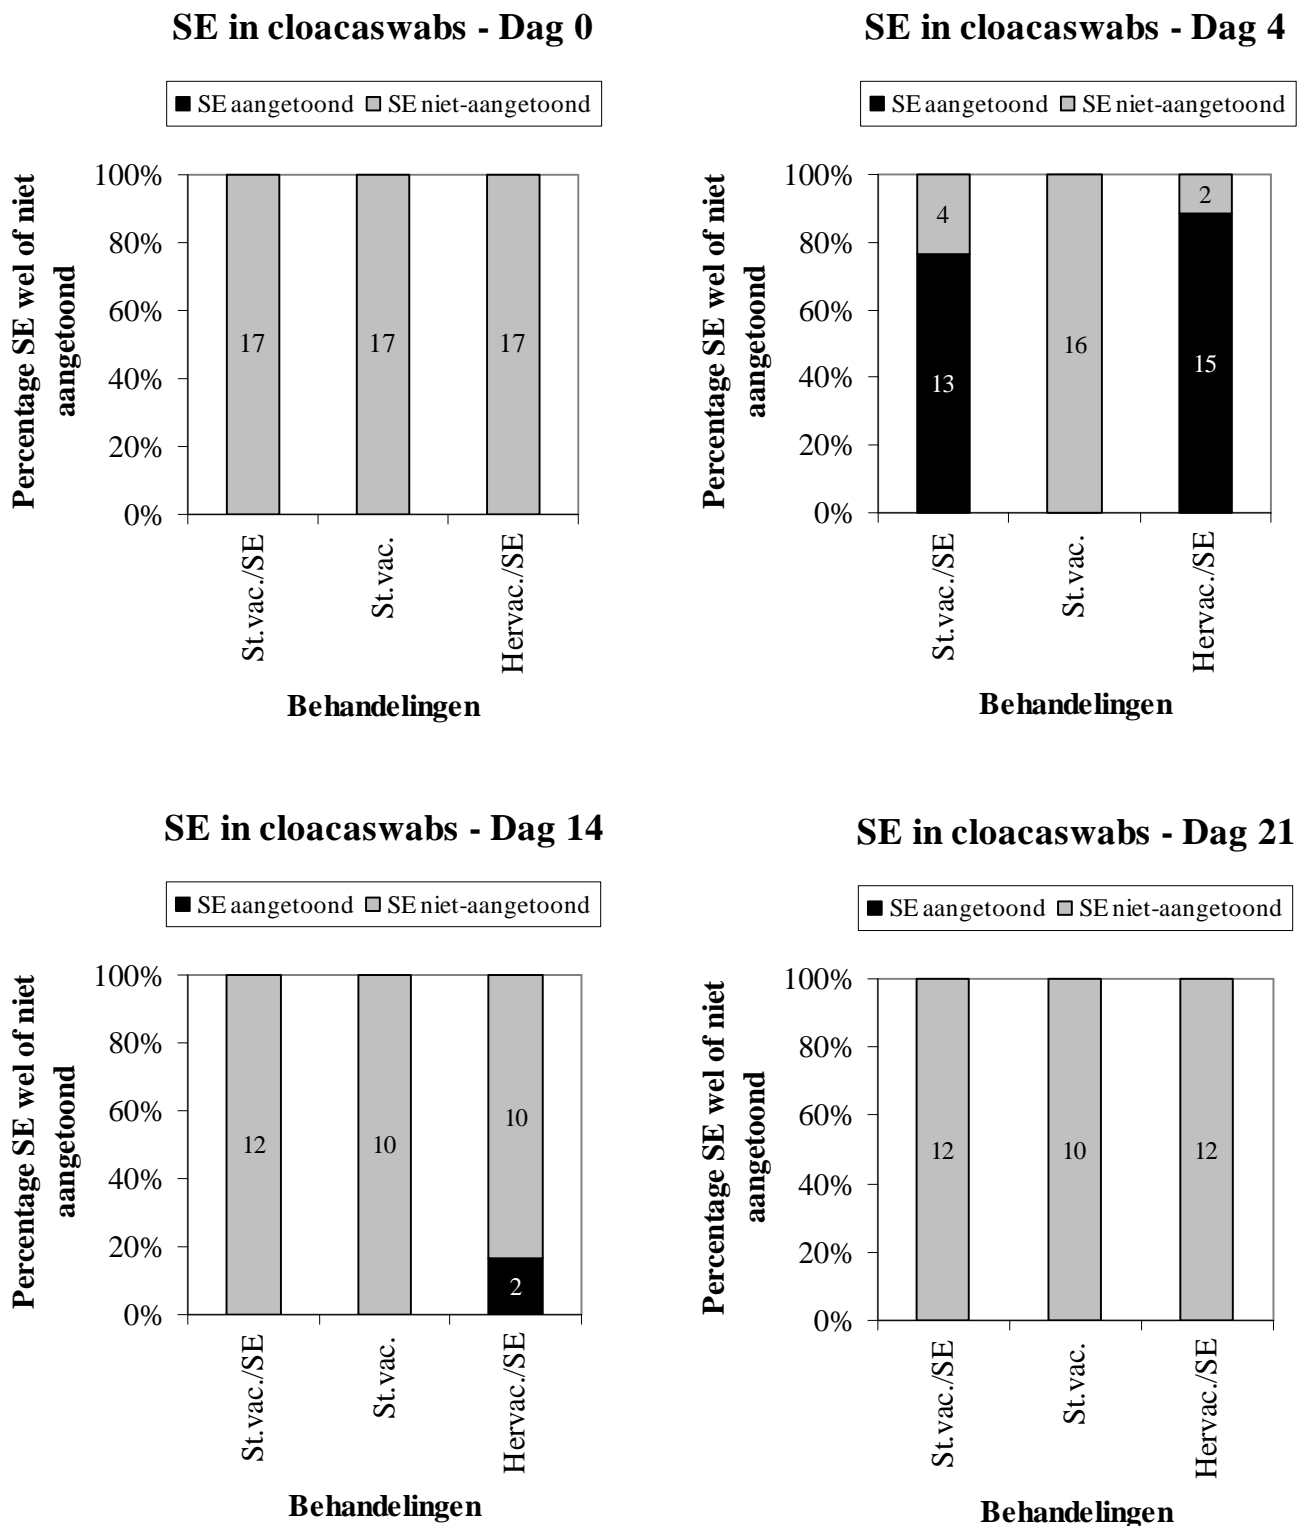 SE in cloacaswabs - Dag 0
SE aangetoond SE niet-aangetoond
Percentage SE wel of niet
aangetoond
100%
80%
60%
40%
20%
0%
17 17 17
St.vac./SE
St.vac.
Hervac./SE
Behandelingen
SE in cloacaswabs - Dag 4
SE aangetoond SE niet-aangetoond
Percentage SE wel of niet
aangetoond
100%
80%
60%
40%
20%
0%
4
13
16
2
15
St.vac./SE
St.vac.
Hervac./SE
Behandelingen
SE in cloacaswabs - Dag 14
SE aangetoond SE niet-aangetoond
Percentage SE wel of niet
aangetoond
100%
80%
60%
40%
20%
0%
12
10
10
2
St.vac./SE
St.vac.
Hervac./SE
Behandelingen
SE in cloacaswabs - Dag 21
SE aangetoond SE niet-aangetoond
Percentage SE wel of niet
aangetoond
100%
80%
60%
40%
20%
0%
12 10 12
St.vac./SE
St.vac.
Hervac./SE
Behandelingen